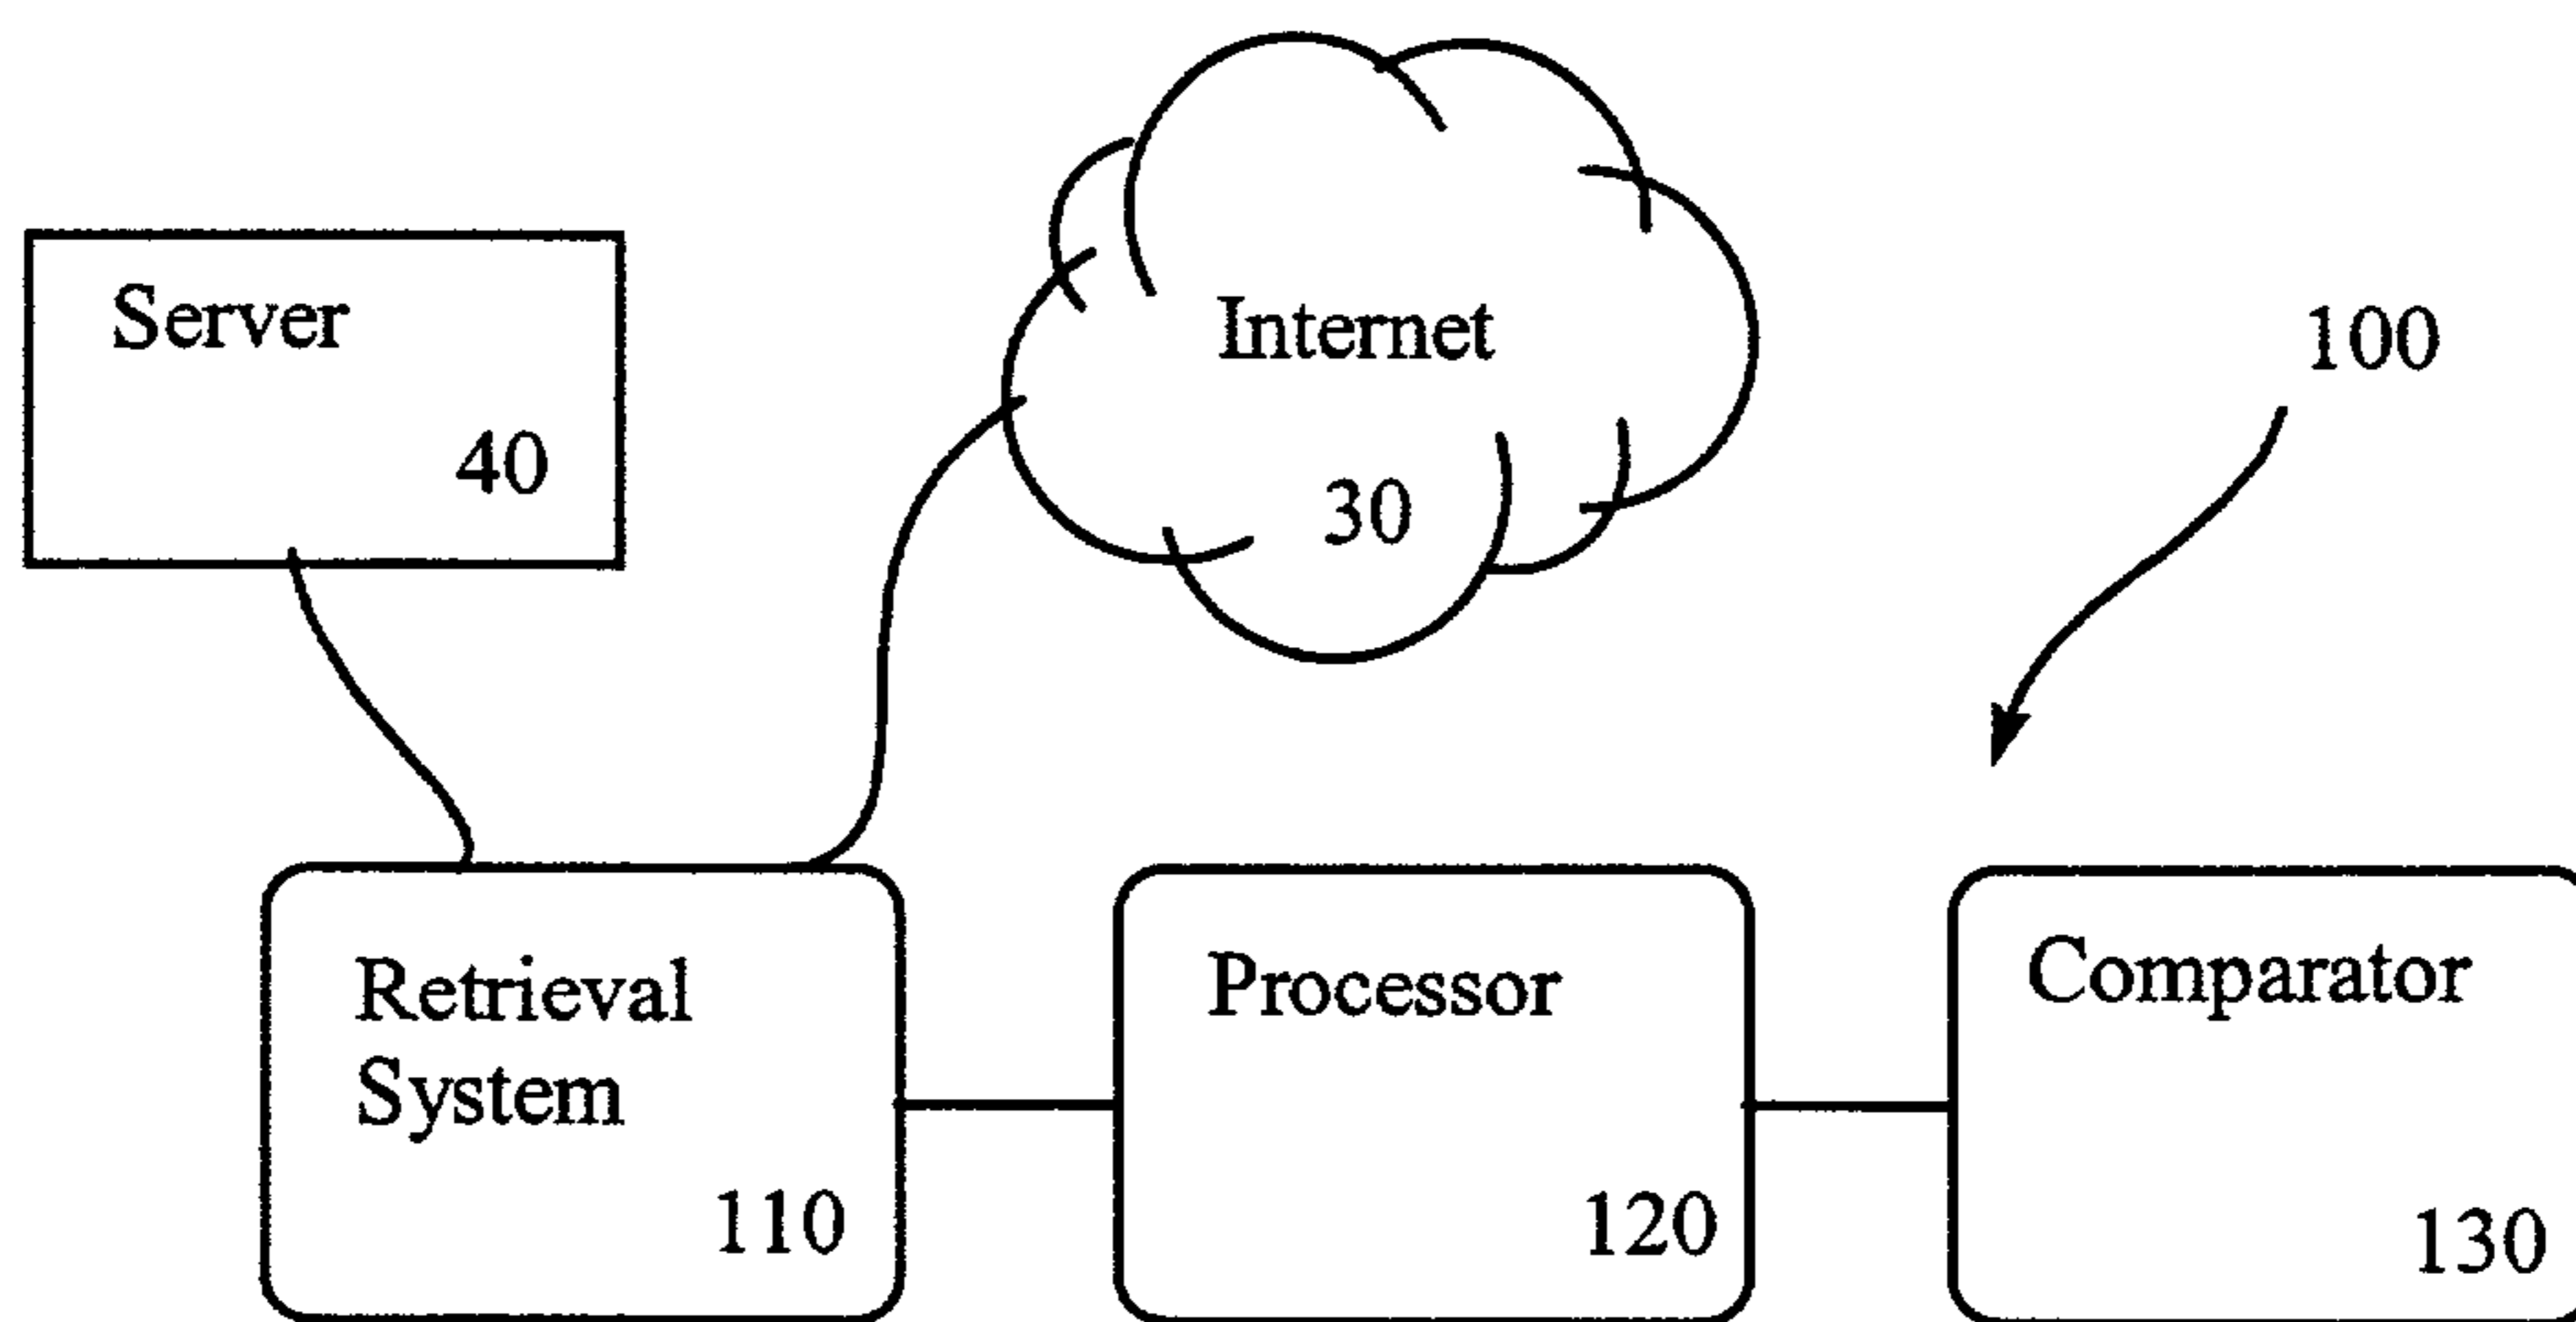 Server
40
Internet
30
100
Retrieval
System
110
Processor
120
Comparator
130